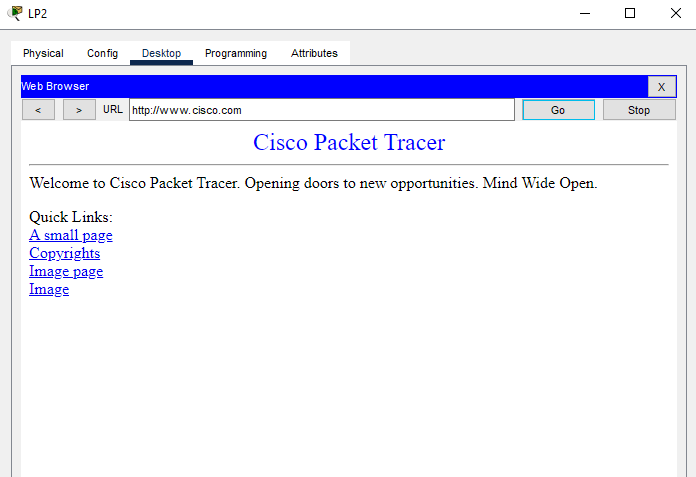 LP2
Physical Config Desktop Programming Attributes
Web Browser X
< > URL http://www.cisco.com Go Stop
Cisco Packet Tracer
Welcome to Cisco Packet Tracer. Opening doors to new opportunities. Mind Wide Open.
Quick Links:
A small page
Copyrights
Image page
Image